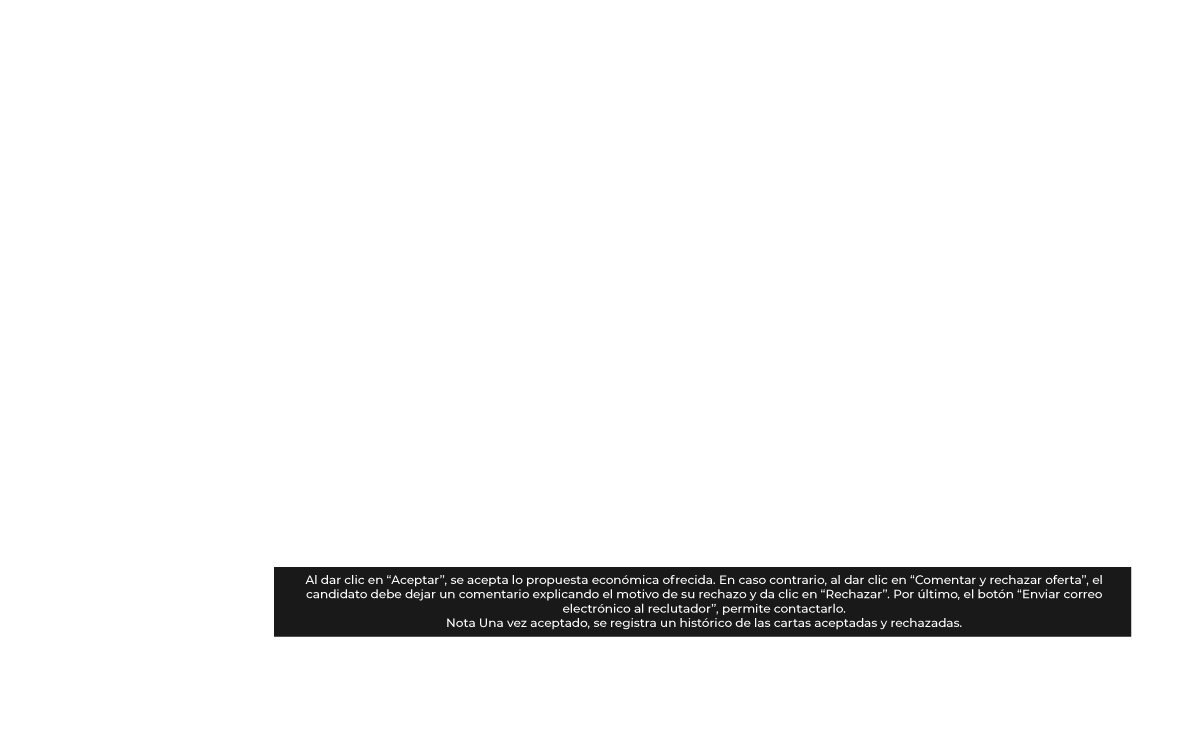 Al dar clic en “Aceptar”, se acepta lo propuesta económica ofrecida. En caso contrario, al dar clic en “Comentar y rechazar oferta”, el
candidato debe dejar un comentario explicando el motivo de su rechazo y da clic en “Rechazar”. Por último, el botón “Enviar correo
electrónico al reclutador”, permite contactarlo.
Nota Una vez aceptado, se registra un histórico de las cartas aceptadas y rechazadas.